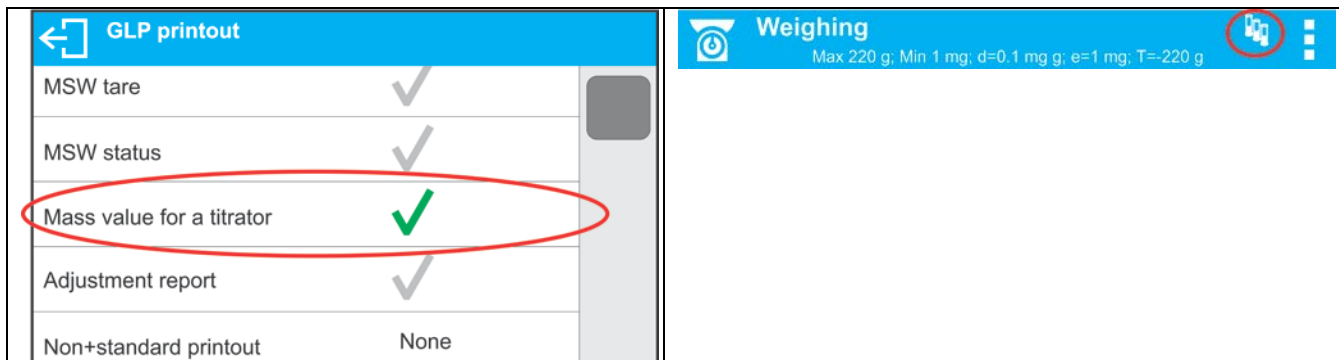 GLP printout
MSW tare
MSW status
Mass value for a titrator
Adjustment report
Non+standard printout None
Weighing
Max 220 g; Min 1 mg; d=0.1 mg g; e=1 mg; T=-220 g